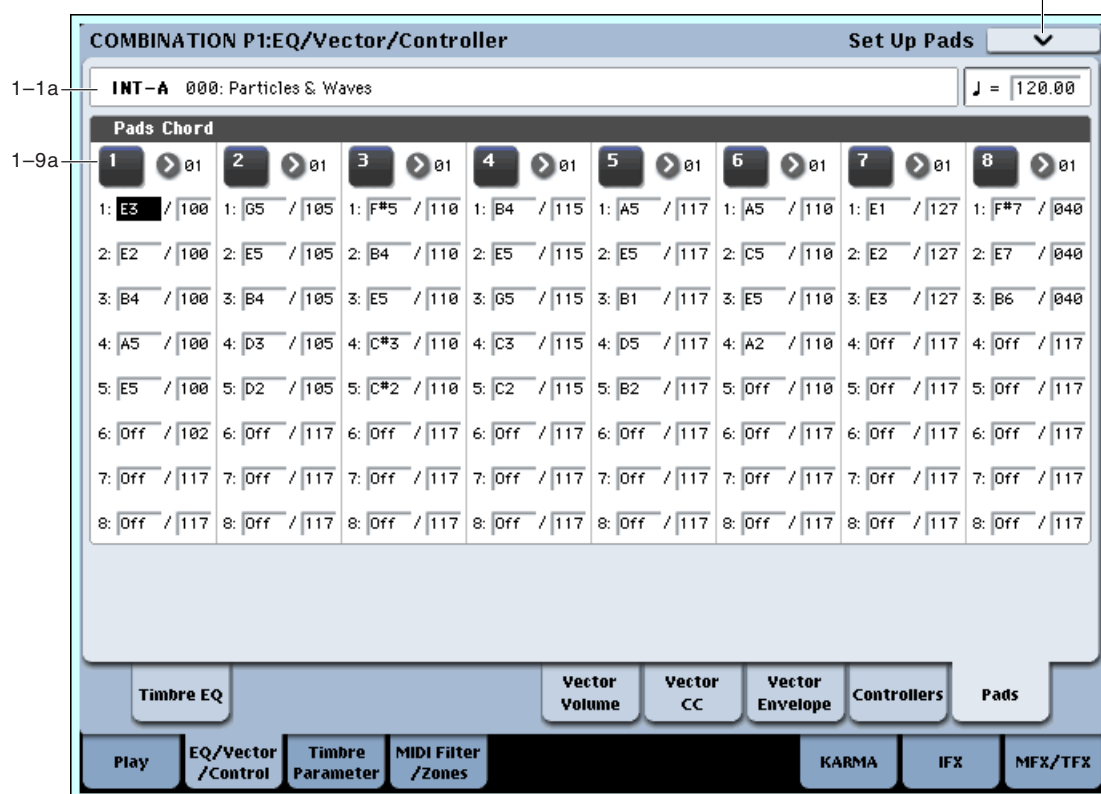 COMBINATION P1:EQ/Vector/Controller Set Up Pads
1–1a INT-A 000: Particles & Waves ♩ = 120.00
Pads Chord
1–9a 1 01 2 01 3 01 4 01 5 01 6 01 7 01 8 01
1: E3 / 100 1: G5 / 105 1: F#5 / 110 1: B4 / 115 1: A5 / 117 1: A5 / 110 1: E1 / 127 1: F#7 / 040
2: E2 / 100 2: E5 / 105 2: B4 / 110 2: E5 / 115 2: E5 / 117 2: C5 / 110 2: E2 / 127 2: E7 / 040
3: B4 / 100 3: B4 / 105 3: E5 / 110 3: G5 / 115 3: B1 / 117 3: E5 / 110 3: E3 / 127 3: B6 / 040
4: A5 / 100 4: D3 / 105 4: C#3 / 110 4: C3 / 115 4: D5 / 117 4: A2 / 110 4: Off / 117 4: Off / 117
5: E5 / 100 5: D2 / 105 5: C#2 / 110 5: C2 / 115 5: B2 / 117 5: Off / 110 5: Off / 117 5: Off / 117
6: Off / 102 6: Off / 117 6: Off / 117 6: Off / 117 6: Off / 117 6: Off / 117 6: Off / 117 6: Off / 117
7: Off / 117 7: Off / 117 7: Off / 117 7: Off / 117 7: Off / 117 7: Off / 117 7: Off / 117 7: Off / 117
8: Off / 117 8: Off / 117 8: Off / 117 8: Off / 117 8: Off / 117 8: Off / 117 8: Off / 117 8: Off / 117
Timbre EQ
Vector
Volume
Vector
CC
Vector
Envelope
Controllers
Pads
Play
EQ/Vector
/Control
Timbre
Parameter
MIDI Filter
/Zones
KARMA
IFX
MFX/TFX